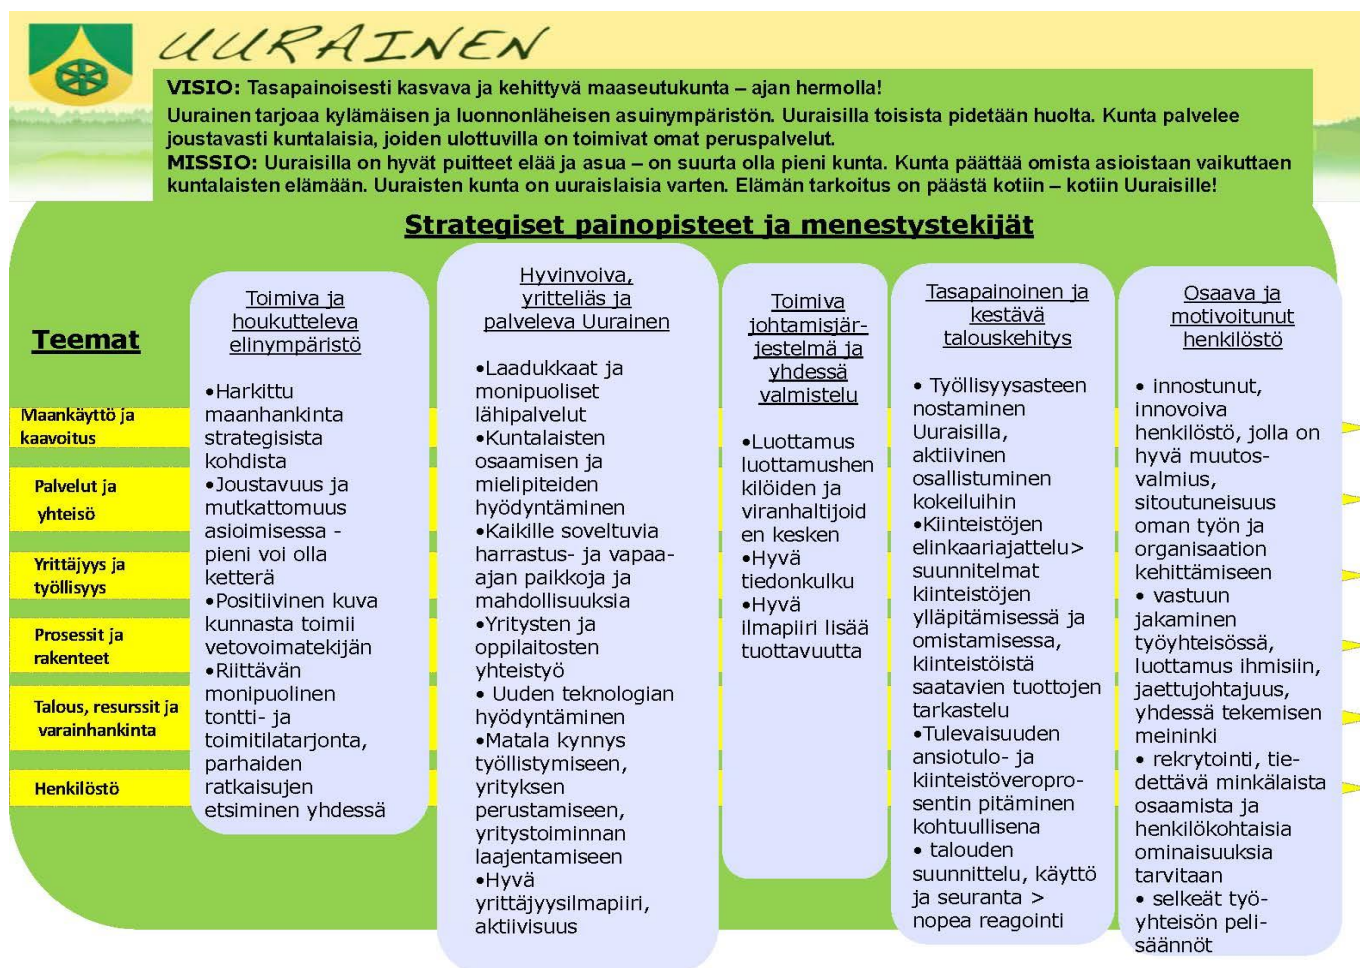 UURAINEN
VISIO: Tasapainoisesti kasvava ja kehittyvä maaseutukunta – ajan hermolla!
Uurainen tarjoaa kylämäisen ja luonnonläheisen asuinympäristön. Uuraisilla toisista pidetään huolta. Kunta palvelee
joustavasti kuntalaisia, joiden ulottuvilla on toimivat omat peruspalvelut.
MISSIO: Uuraisilla on hyvät puitteet elää ja asua – on suurta olla pieni kunta. Kunta päättää omista asioistaan vaikuttaen
kuntalaisten elämään. Uuraisten kunta on uuraislaisia varten. Elämän tarkoitus on päästä kotiin – kotiin Uuraisille!
Strategiset painopisteet ja menestystekijät
Teemat
Maankäyttö ja
kaavoitus
Palvelut ja
yhteisö
Yrittäjyys ja
työllisyys
Prosessit ja
rakenteet
Talous, resurssit ja
varainhankinta
Henkilöstö
Toimiva ja
houkutteleva
elinympäristö
•Harkittu
maanhankinta
strategisista
kohdista
•Joustavuus ja
mutkattomuus
asioimisessa -
pieni voi olla
ketterä
•Positiivinen kuva
kunnasta toimii
vetovoimatekijän
•Riittävän
monipuolinen
tontti- ja
toimitilatarjonta,
parhaiden
ratkaisujen
etsiminen yhdessä
Hyvinvoiva,
yritteliäs ja
palveleva Uurainen
•Laadukkaat ja
monipuoliset
lähipalvelut
•Kuntalaisten
osaamisen ja
mielipiteiden
hyödyntäminen
•Kaikille soveltuvia
harrastus- ja vapaa-
ajan paikkoja ja
mahdollisuuksia
•Yritysten ja
oppilaitosten
yhteistyö
• Uuden teknologian
hyödyntäminen
•Matala kynnys
työllistymiseen,
yrityksen
perustamiseen,
yritystoiminnan
laajentamiseen
•Hyvä
yrittäjyysilmapiiri,
aktiivisuus
Toimiva
johtamisjär-
jestelmä ja
yhdessä
valmistelu
•Luottamus
luottamushen
kilöiden ja
viranhaltijoid
en kesken
•Hyvä
tiedonkulku
•Hyvä
ilmapiiri lisää
tuottavuutta
Tasapainoinen ja
kestävä
talouskehitys
• Työllisyysasteen
nostaminen
Uuraisilla,
aktiivinen
osallistuminen
kokeiluihin
•Kiinteistöjen
elinkaariajattelu>
suunnitelmat
kiinteistöjen
ylläpitämisessä ja
omistamisessa,
kiinteistöistä
saatavien tuottojen
tarkastelu
•Tulevaisuuden
ansiotulo- ja
kiinteistöveropro-
sentin pitäminen
kohtuullisena
• talouden
suunnittelu, käyttö
ja seuranta >
nopea reagointi
Osaava ja
motivoitunut
henkilöstö
• innostunut,
innovoiva
henkilöstö, jolla on
hyvä muutos-
valmius,
sitoutuneisuus
oman työn ja
organisaation
kehittämiseen
• vastuun
jakaminen
työyhteisössä,
luottamus ihmisiin,
jaettujohtajuus,
yhdessä tekemisen
meininki
• rekrytointi, tie-
dettävä minkälaista
osaamista ja
henkilökohtaisia
ominaisuuksia
tarvitaan
• selkeät työ-
yhteisön peli-
säännöt